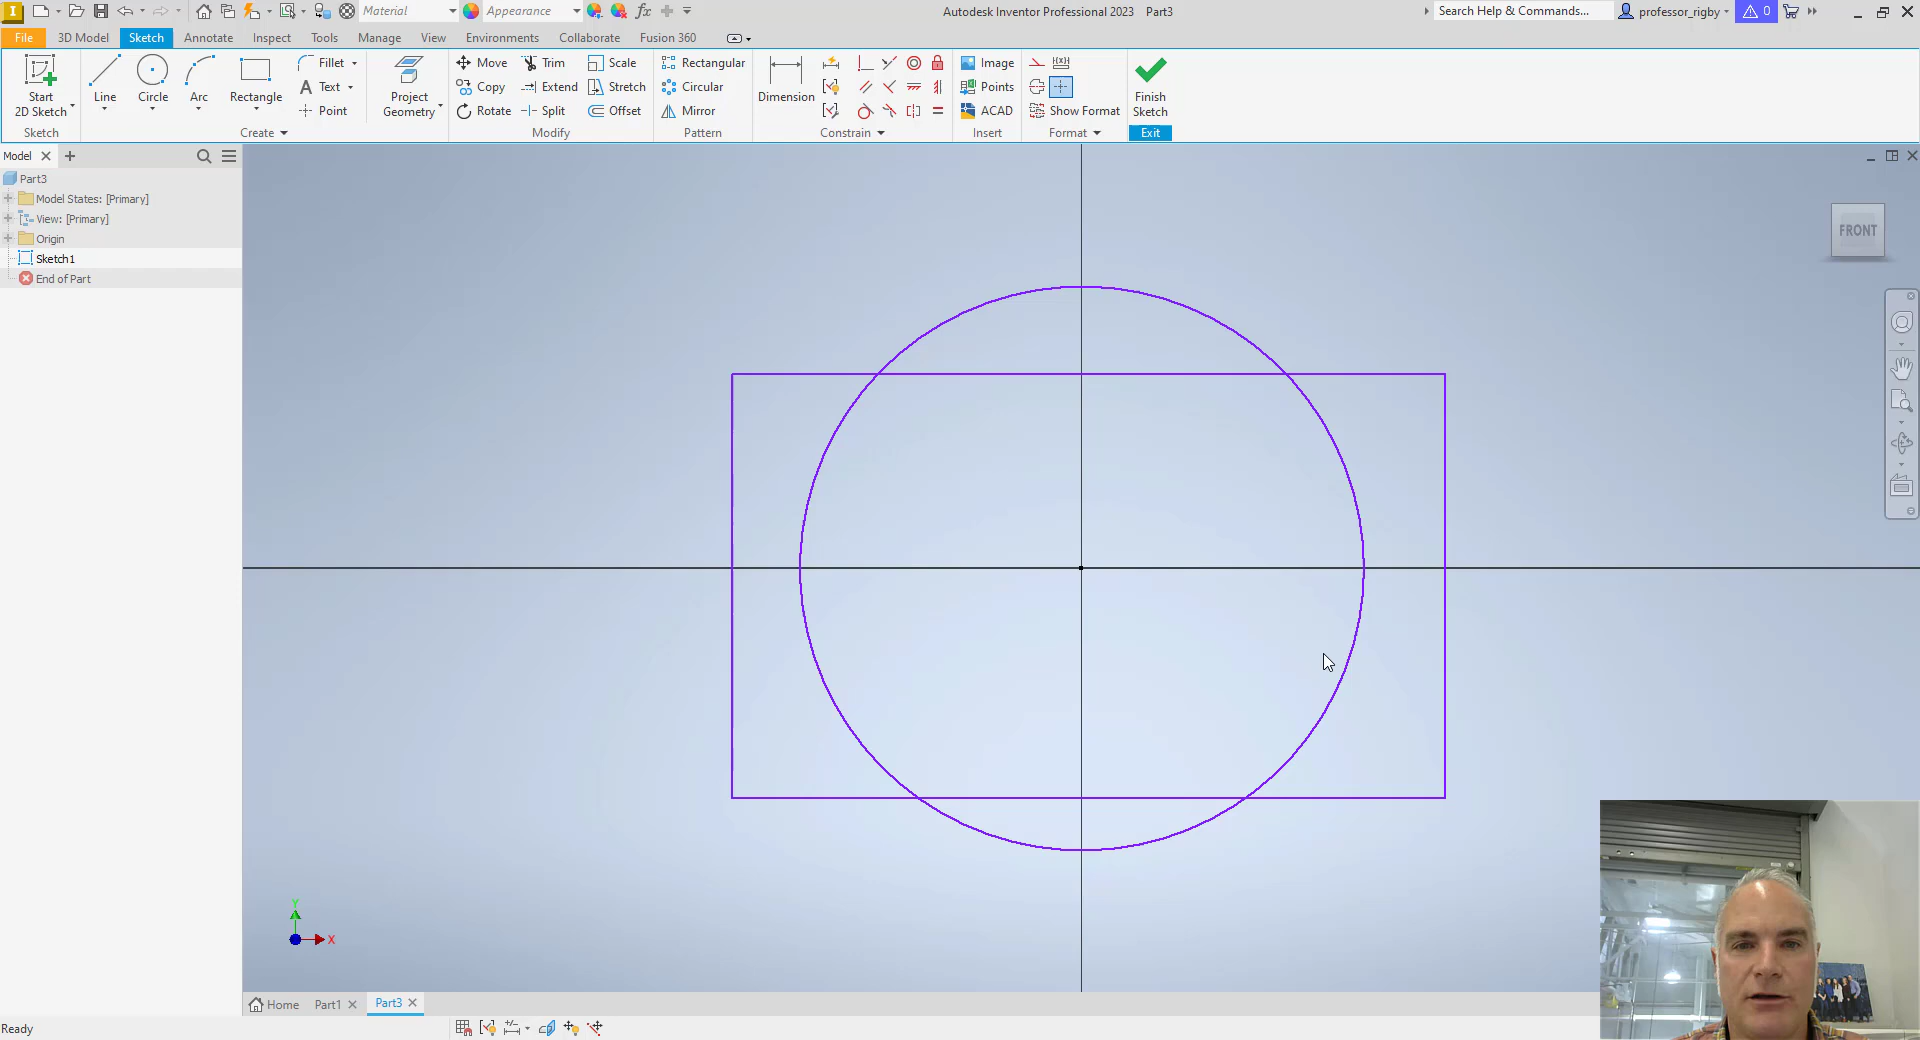 Material
Appearance
fx
Autodesk Inventor Professional 2023 Part3
Search Help & Commands...
professor_rigby
0
File
3D Model
Sketch
Annotate
Inspect
Tools
Manage
View
Environments
Collaborate
Fusion 360
Start
2D Sketch
Line
Circle
Arc
Rectangle
Fillet
Text
Point
Project
Geometry
Move
Copy
Rotate
Trim
Extend
Split
Scale
Stretch
Offset
Rectangular
Circular
Mirror
Dimension
Image
Points
ACAD
Show Format
Finish
Sketch
Sketch
Create
Modify
Pattern
Constrain
Insert
Format
Exit
Model
Part3
Model States: [Primary]
View: [Primary]
Origin
Sketch1
End of Part
FRONT
Y
X
Home
Part1
Part3
Ready